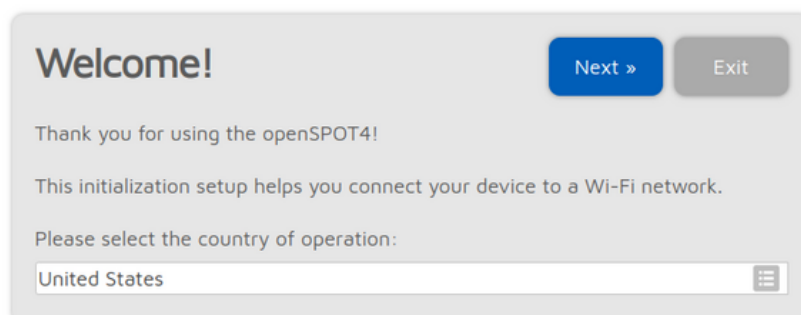 Welcome!
Next »
Exit
Thank you for using the openSPOT4!
This initialization setup helps you connect your device to a Wi-Fi network.
Please select the country of operation:
United States